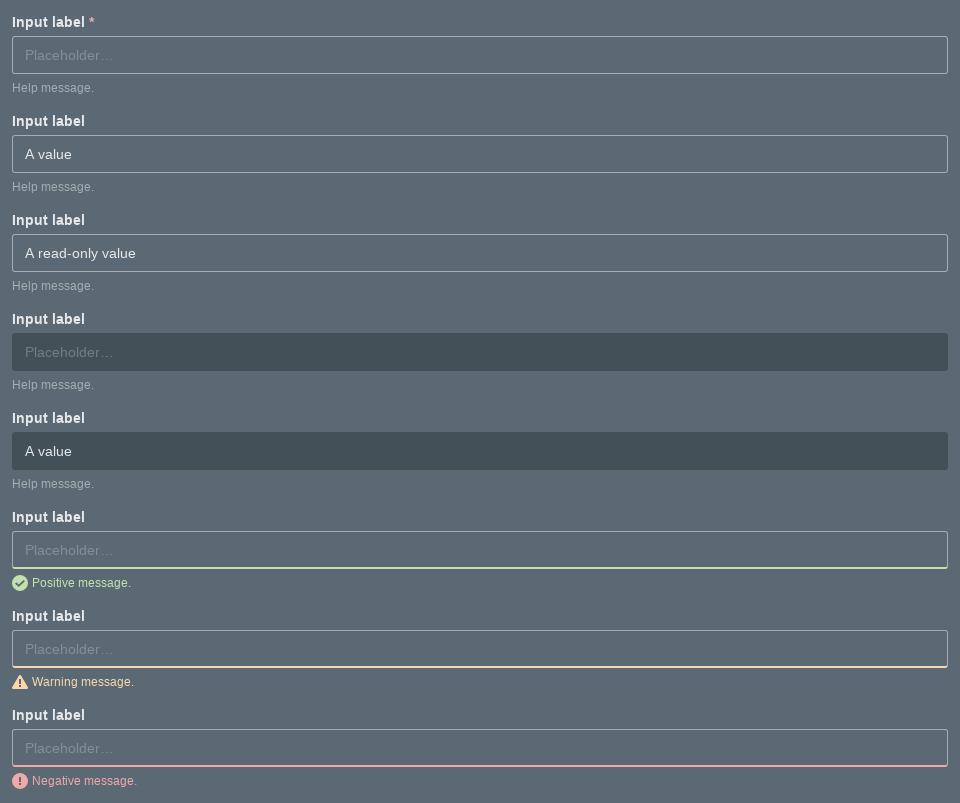 Input label *
Placeholder…
Help message.
Input label
A value
Help message.
Input label
A read-only value
Help message.
Input label
Placeholder…
Help message.
Input label
A value
Help message.
Input label
Placeholder…
Positive message.
Input label
Placeholder…
Warning message.
Input label
Placeholder…
Negative message.